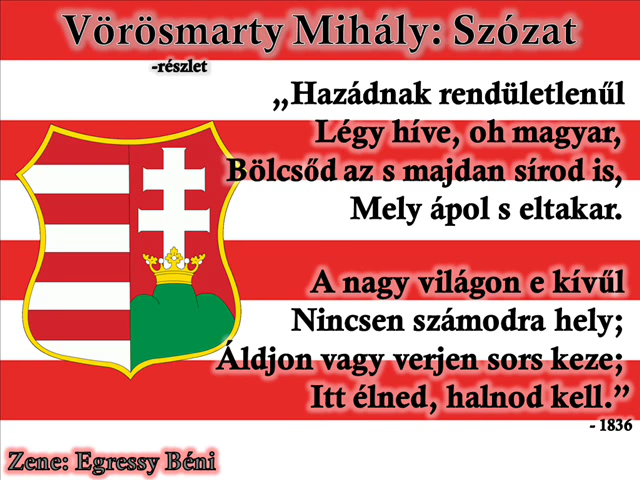 Vörösmarty Mihály: Szózat
-részlet
„Hazádnak rendületlenűl
Légy híve, oh magyar,
Bölcsőd az s majdan sírod is,
Mely ápol s eltakar.
A nagy világon e kívűl
Nincsen számodra hely;
Áldjon vagy verjen sors keze;
Itt élned, halnod kell.”
- 1836
Zene: Egressy Béni